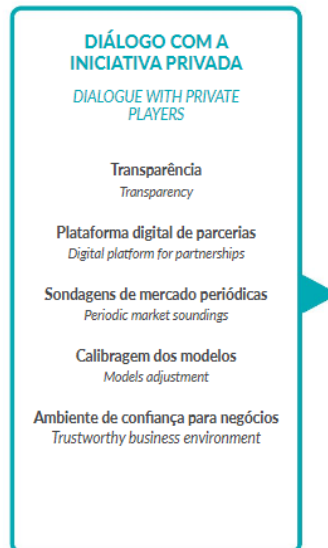 DIÁLOGO COM A
INICIATIVA PRIVADA
DIALOGUE WITH PRIVATE
PLAYERS
Transparência
Transparency
Plataforma digital de parcerias
Digital platform for partnerships
Sondagens de mercado periódicas
Periodic market soundings
Calibragem dos modelos
Models adjustment
Ambiente de confiança para negócios
Trustworthy business environment